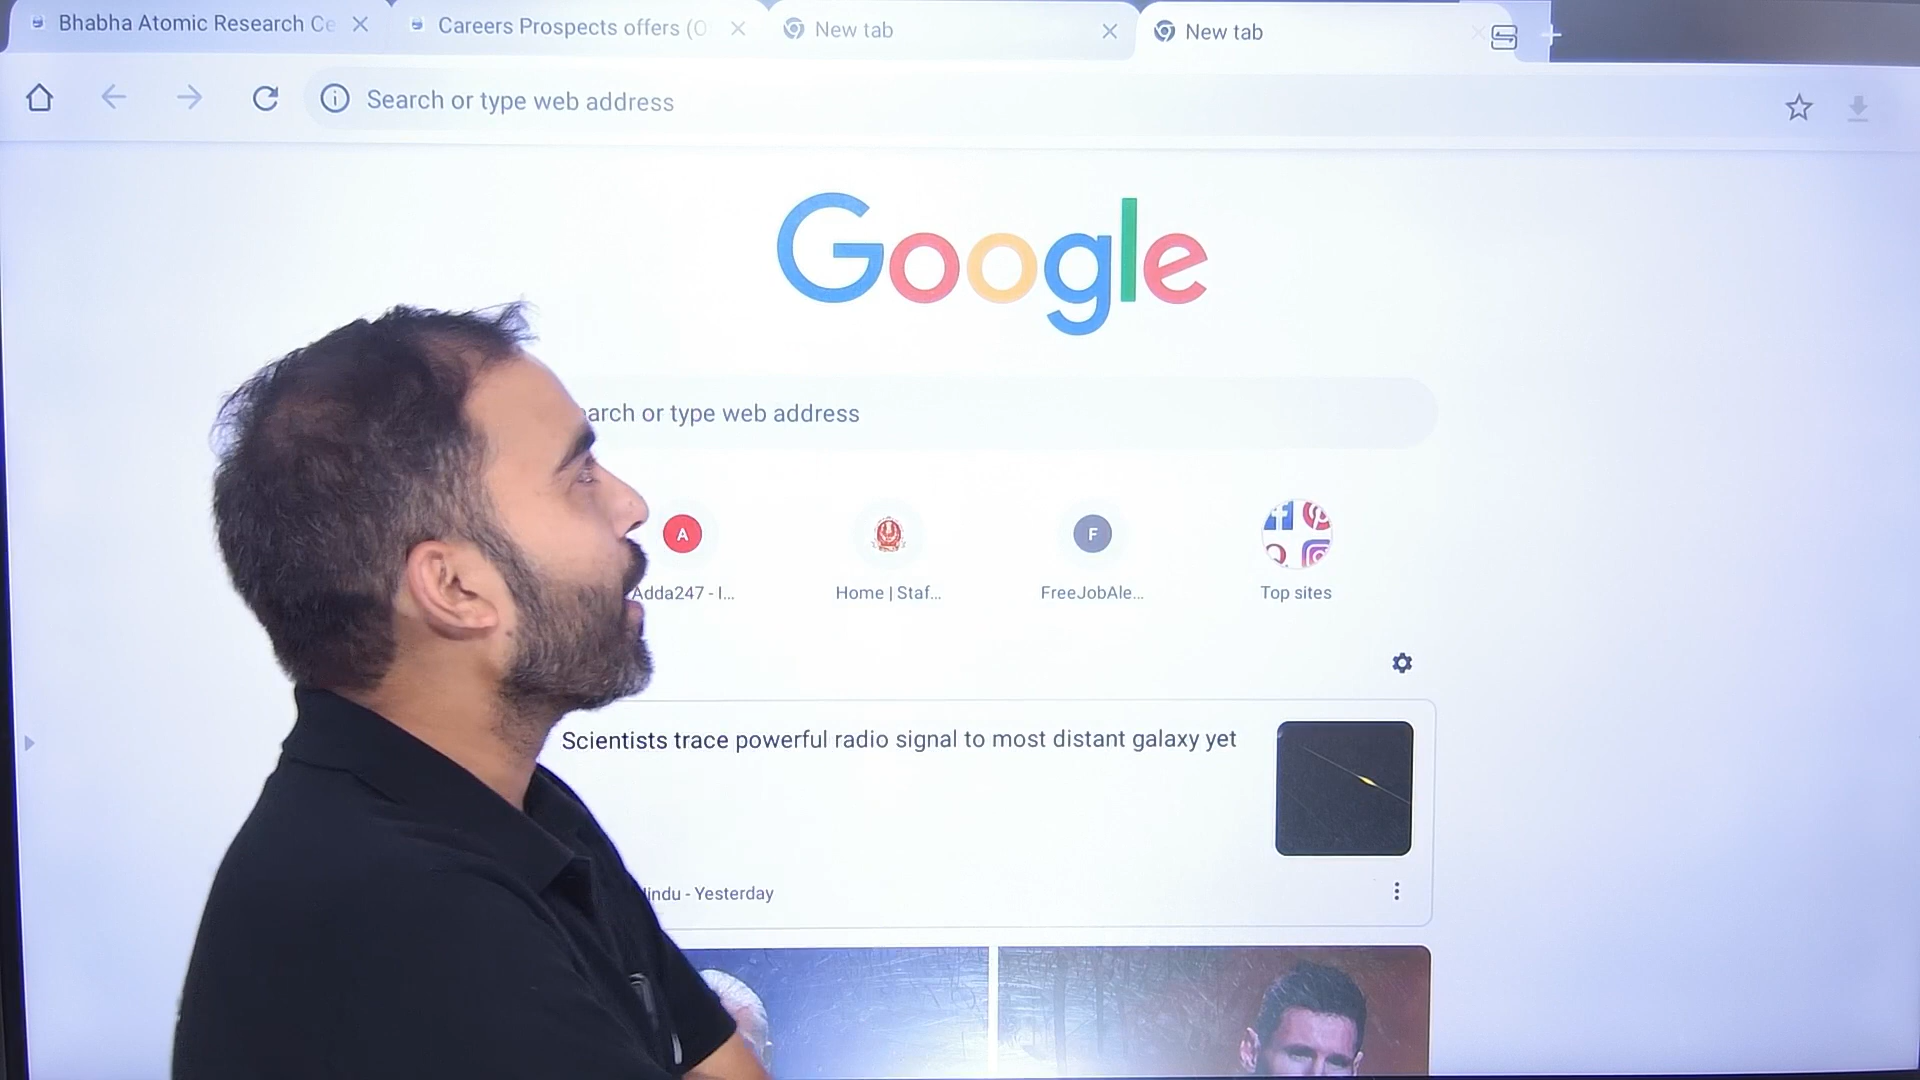 Bhabha Atomic Research Ce
Careers Prospects offers (O
New tab
New tab
Search or type web address
Google
arch or type web address
A
F
Adda247 - I...
Home | Staf...
FreeJobAle...
Top sites
Scientists trace powerful radio signal to most distant galaxy yet
indu - Yesterday